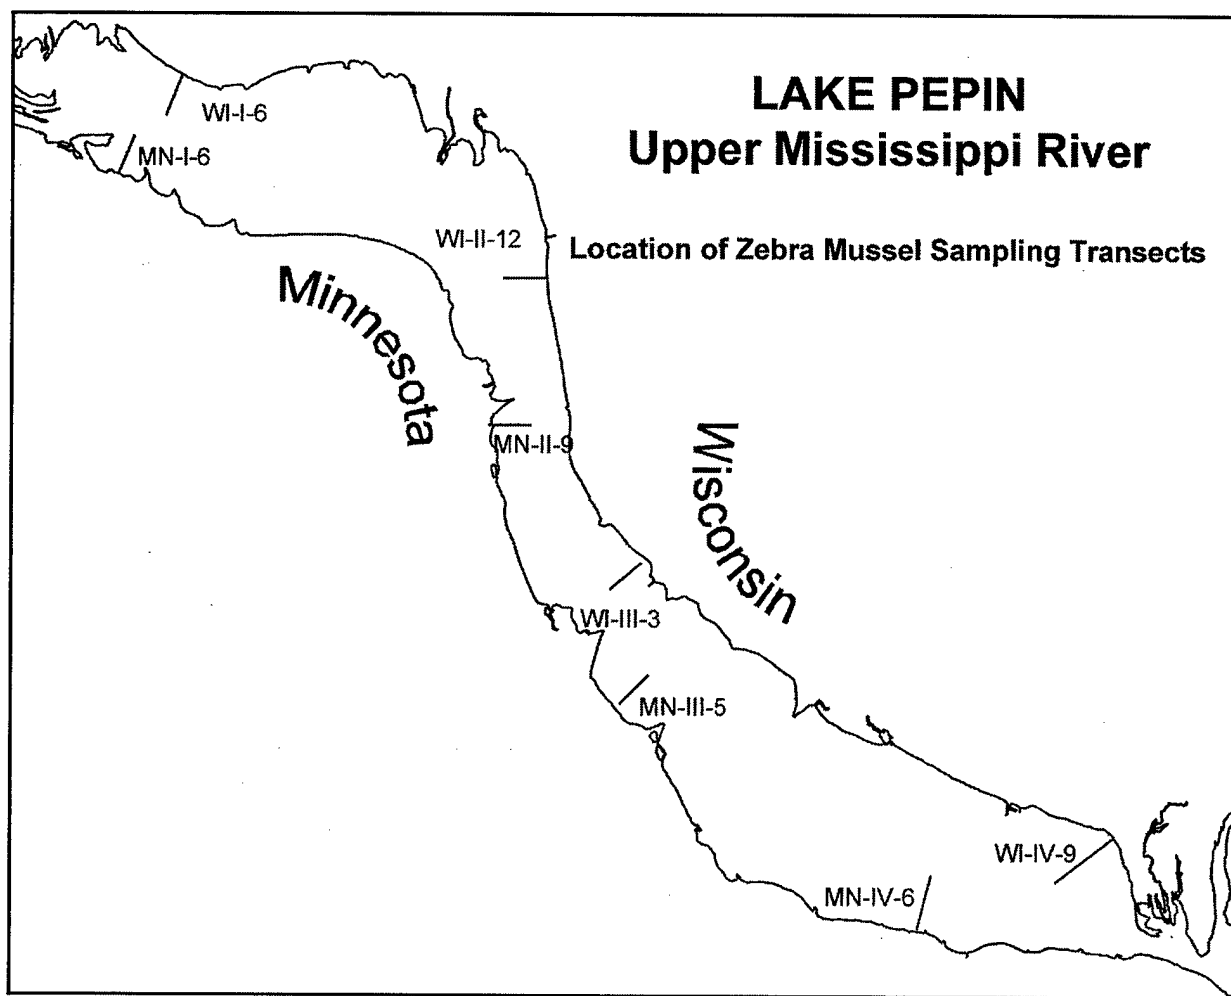 LAKE PEPIN
Upper Mississippi River
Location of Zebra Mussel Sampling Transects
WI-I-6
MN-I-6
WI-II-12
Minnesota
MN-II-9
Wisconsin
WI-III-3
MN-III-5
WI-IV-9
MN-IV-6